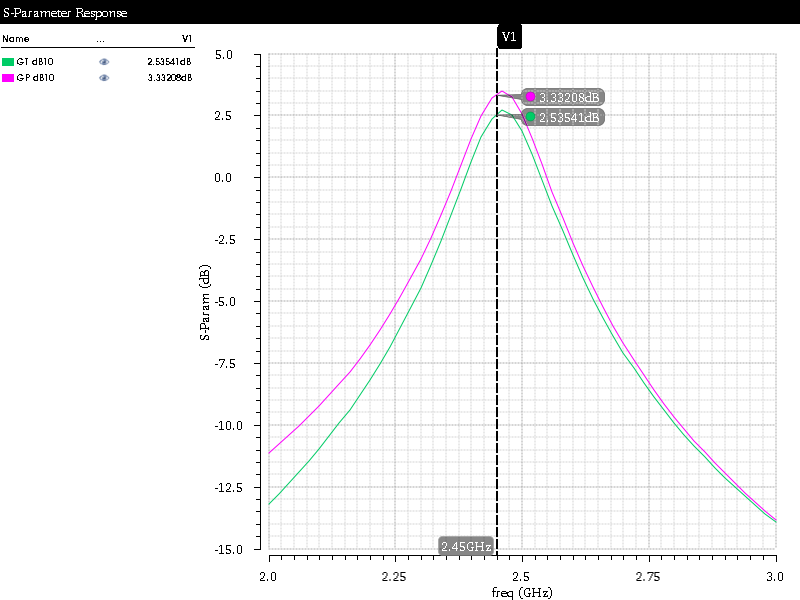 S-Parameter Response
Name ... V1
GT dB10 2.53541dB
GP dB10 3.33208dB
V1
5.0
2.5
0.0
-2.5
-5.0
-7.5
-10.0
-12.5
-15.0
S-Param (dB)
3.33208dB
2.53541dB
2.45GHz
2.0 2.25 2.5 2.75 3.0
freq (GHz)